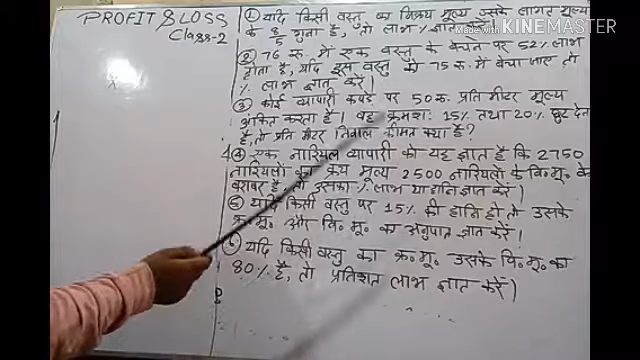 PROFIT & LOSS
Class-2
① यदि किसी वस्तु का विक्रय मूल्य उसके लागत मूल्य
के 8/5 गुना है, तो लाभ % ज्ञात करें।
② 76 रु. में एक वस्तु के बेचने पर 52% लाभ
होता है, यदि इस वस्तु को 75 रु. में बेचा जाए तो
% लाभ ज्ञात करें।
③ कोई व्यापारी कपड़े पर 50 रु. प्रति मीटर मूल्य
अंकित करता है। वह क्रमशः 15% तथा 20% छुट देता
है, तो प्रति मीटर कीमत क्या है?
④ एक नारियल व्यापारी को यह ज्ञात है कि 2750
नारियलों का क्रय मूल्य 2500 नारियलों के वि॰मू॰ के
बराबर है, तो उसका % लाभ या हानि ज्ञात करें।
⑤ यदि किसी वस्तु पर 15% की हानि हो तो उसके
क्र॰मू॰ और वि॰मू॰ का अनुपात ज्ञात करें।
यदि किसी वस्तु का क्र॰मू॰ उसके वि॰मू॰ का
80% है, तो प्रतिशत लाभ ज्ञात करें।
Made with KINEMASTER